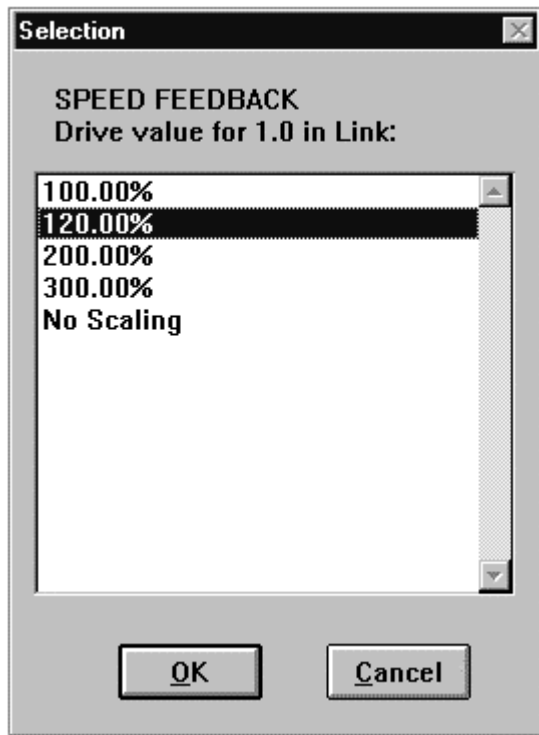 Selection
SPEED FEEDBACK
Drive value for 1.0 in Link:
100.00%
120.00%
200.00%
300.00%
No Scaling
OK
Cancel